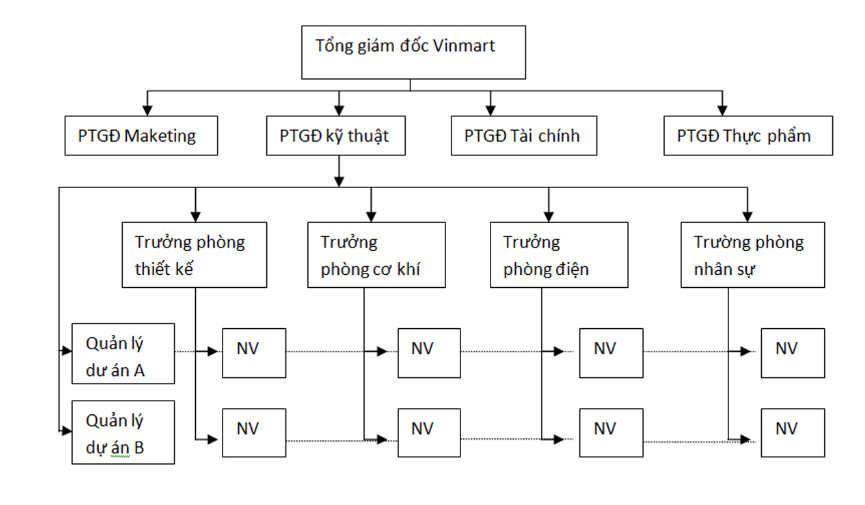 Tổng giám đốc Vinmart
PTGĐ Maketing
PTGĐ kỹ thuật
PTGĐ Tài chính
PTGĐ Thực phẩm
Trưởng phòng
thiết kế
Trưởng
phòng cơ khí
Trưởng
phòng điện
Trường phòng
nhân sự
Quản lý
dự án A
NV
NV
NV
NV
Quản lý
dự án B
NV
NV
NV
NV